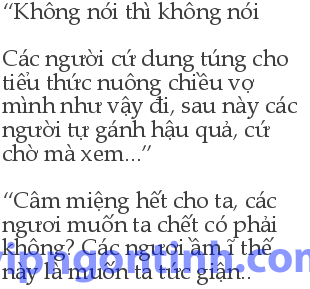 “Không nói thì không nói
Các người cứ dung túng cho
tiểu thức nuông chiều vợ
mình như vậy đi, sau này các
người tự gánh hậu quả, cứ
chờ mà xem...”
“Câm miệng hết cho ta, các
ngươi muốn ta chết có phải
không? Các ngươi ầm ĩ thế
này là muốn ta tức giận..
vipngontinh.com